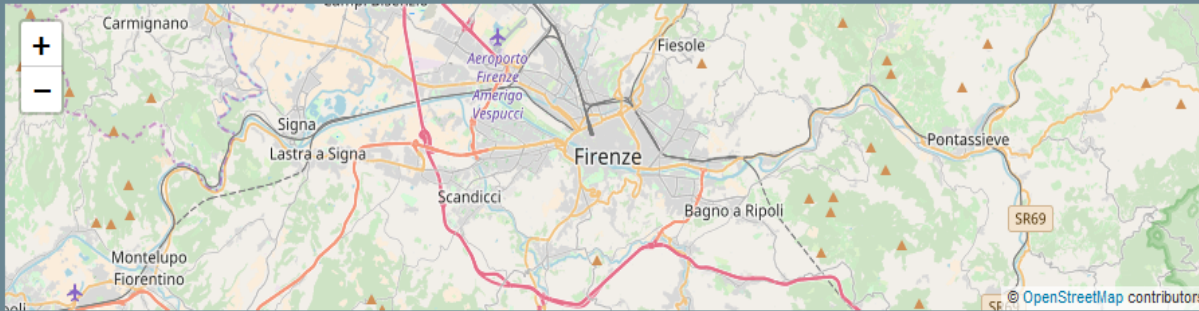 Carmignano
+
−
Fiesole
Aeroporto
Firenze
Amerigo
Vespucci
Signa
Lastra a Signa
Firenze
Pontassieve
Scandicci
Bagno a Ripoli
SR69
Montelupo
Fiorentino
© OpenStreetMap contributors